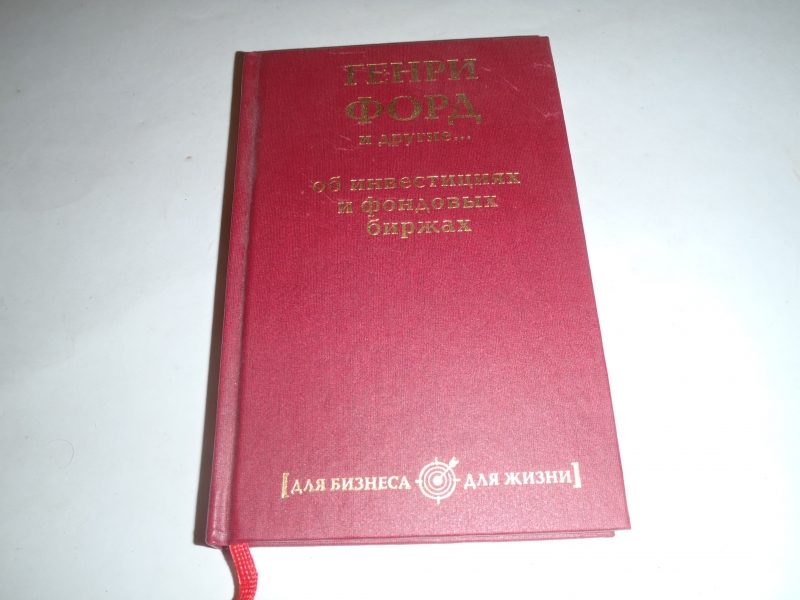 ГЕНРИ
ФОРД
и другие...
об инвестициях
и фондовых
биржах
[ДЛЯ БИЗНЕСА ДЛЯ ЖИЗНИ]